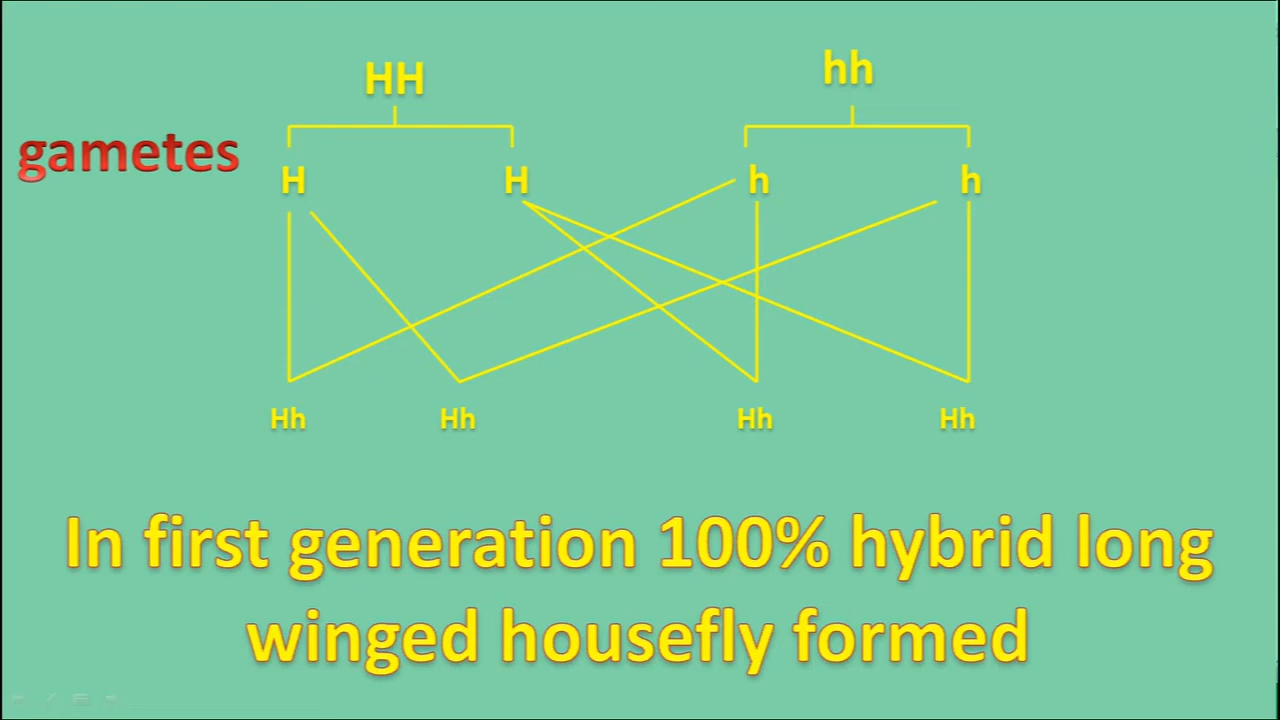 HH
hh
gametes
H
H
h
h
Hh
Hh
Hh
Hh
In first generation 100% hybrid long
winged housefly formed